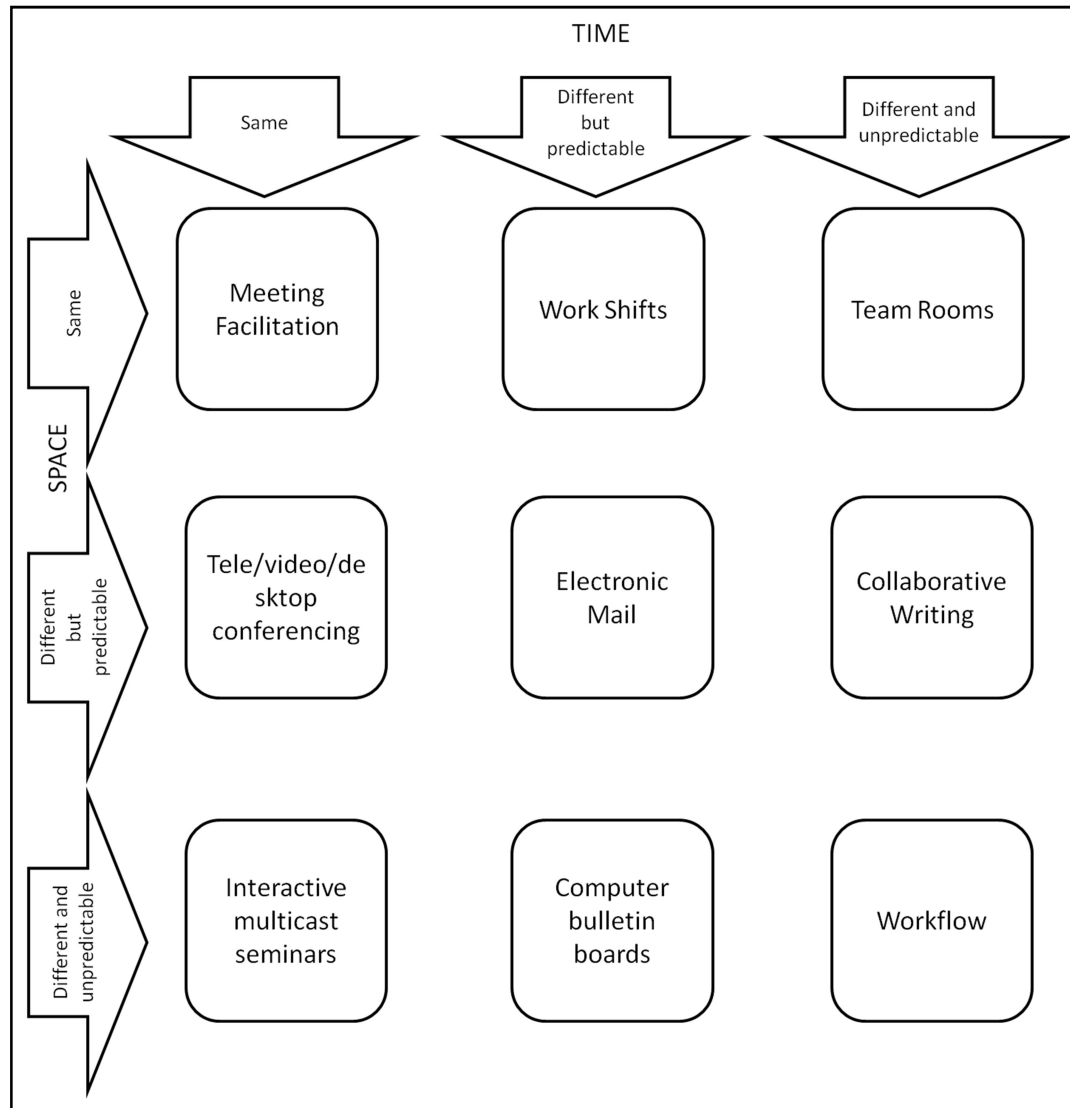 TIME
Same
Different
but
predictable
Different and
unpredictable
SPACE
Same
Meeting
Facilitation
Work Shifts
Team Rooms
Different
but
predictable
Tele/video/de
sktop
conferencing
Electronic
Mail
Collaborative
Writing
Different and
unpredictable
Interactive
multicast
seminars
Computer
bulletin
boards
Workflow